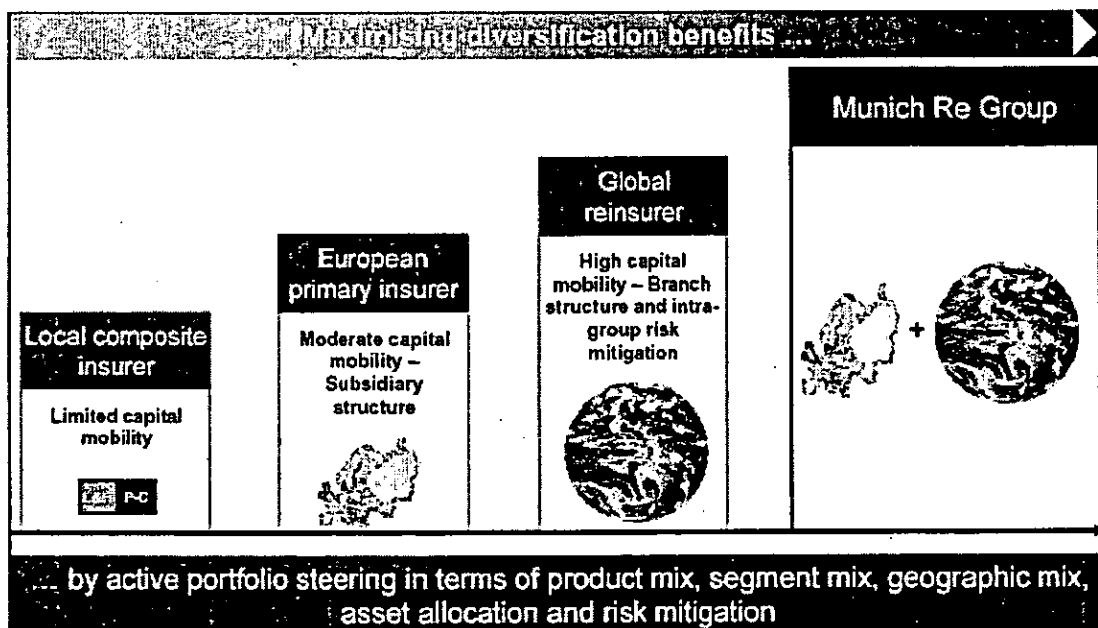 Maximising diversification benefits ...
Munich Re Group
Global
reinsurer
High capital
mobility – Branch
structure and intra-
group risk
mitigation
European
primary insurer
Moderate capital
mobility –
Subsidiary
structure
Local composite
insurer
Limited capital
mobility
P-C
+
... by active portfolio steering in terms of product mix, segment mix, geographic mix,
asset allocation and risk mitigation